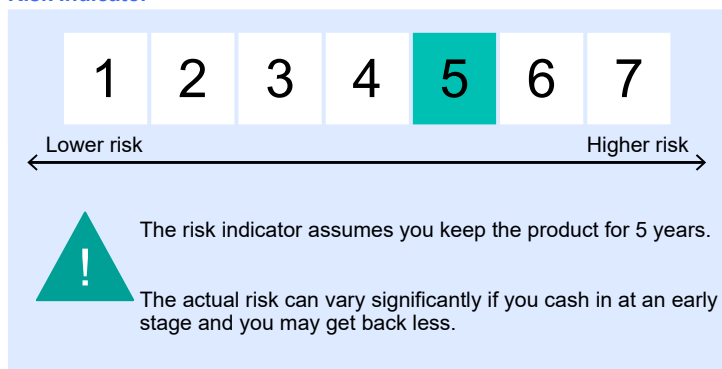 1 2 3 4 5 6 7
Lower risk Higher risk
!
The risk indicator assumes you keep the product for 5 years.
The actual risk can vary significantly if you cash in at an early
stage and you may get back less.